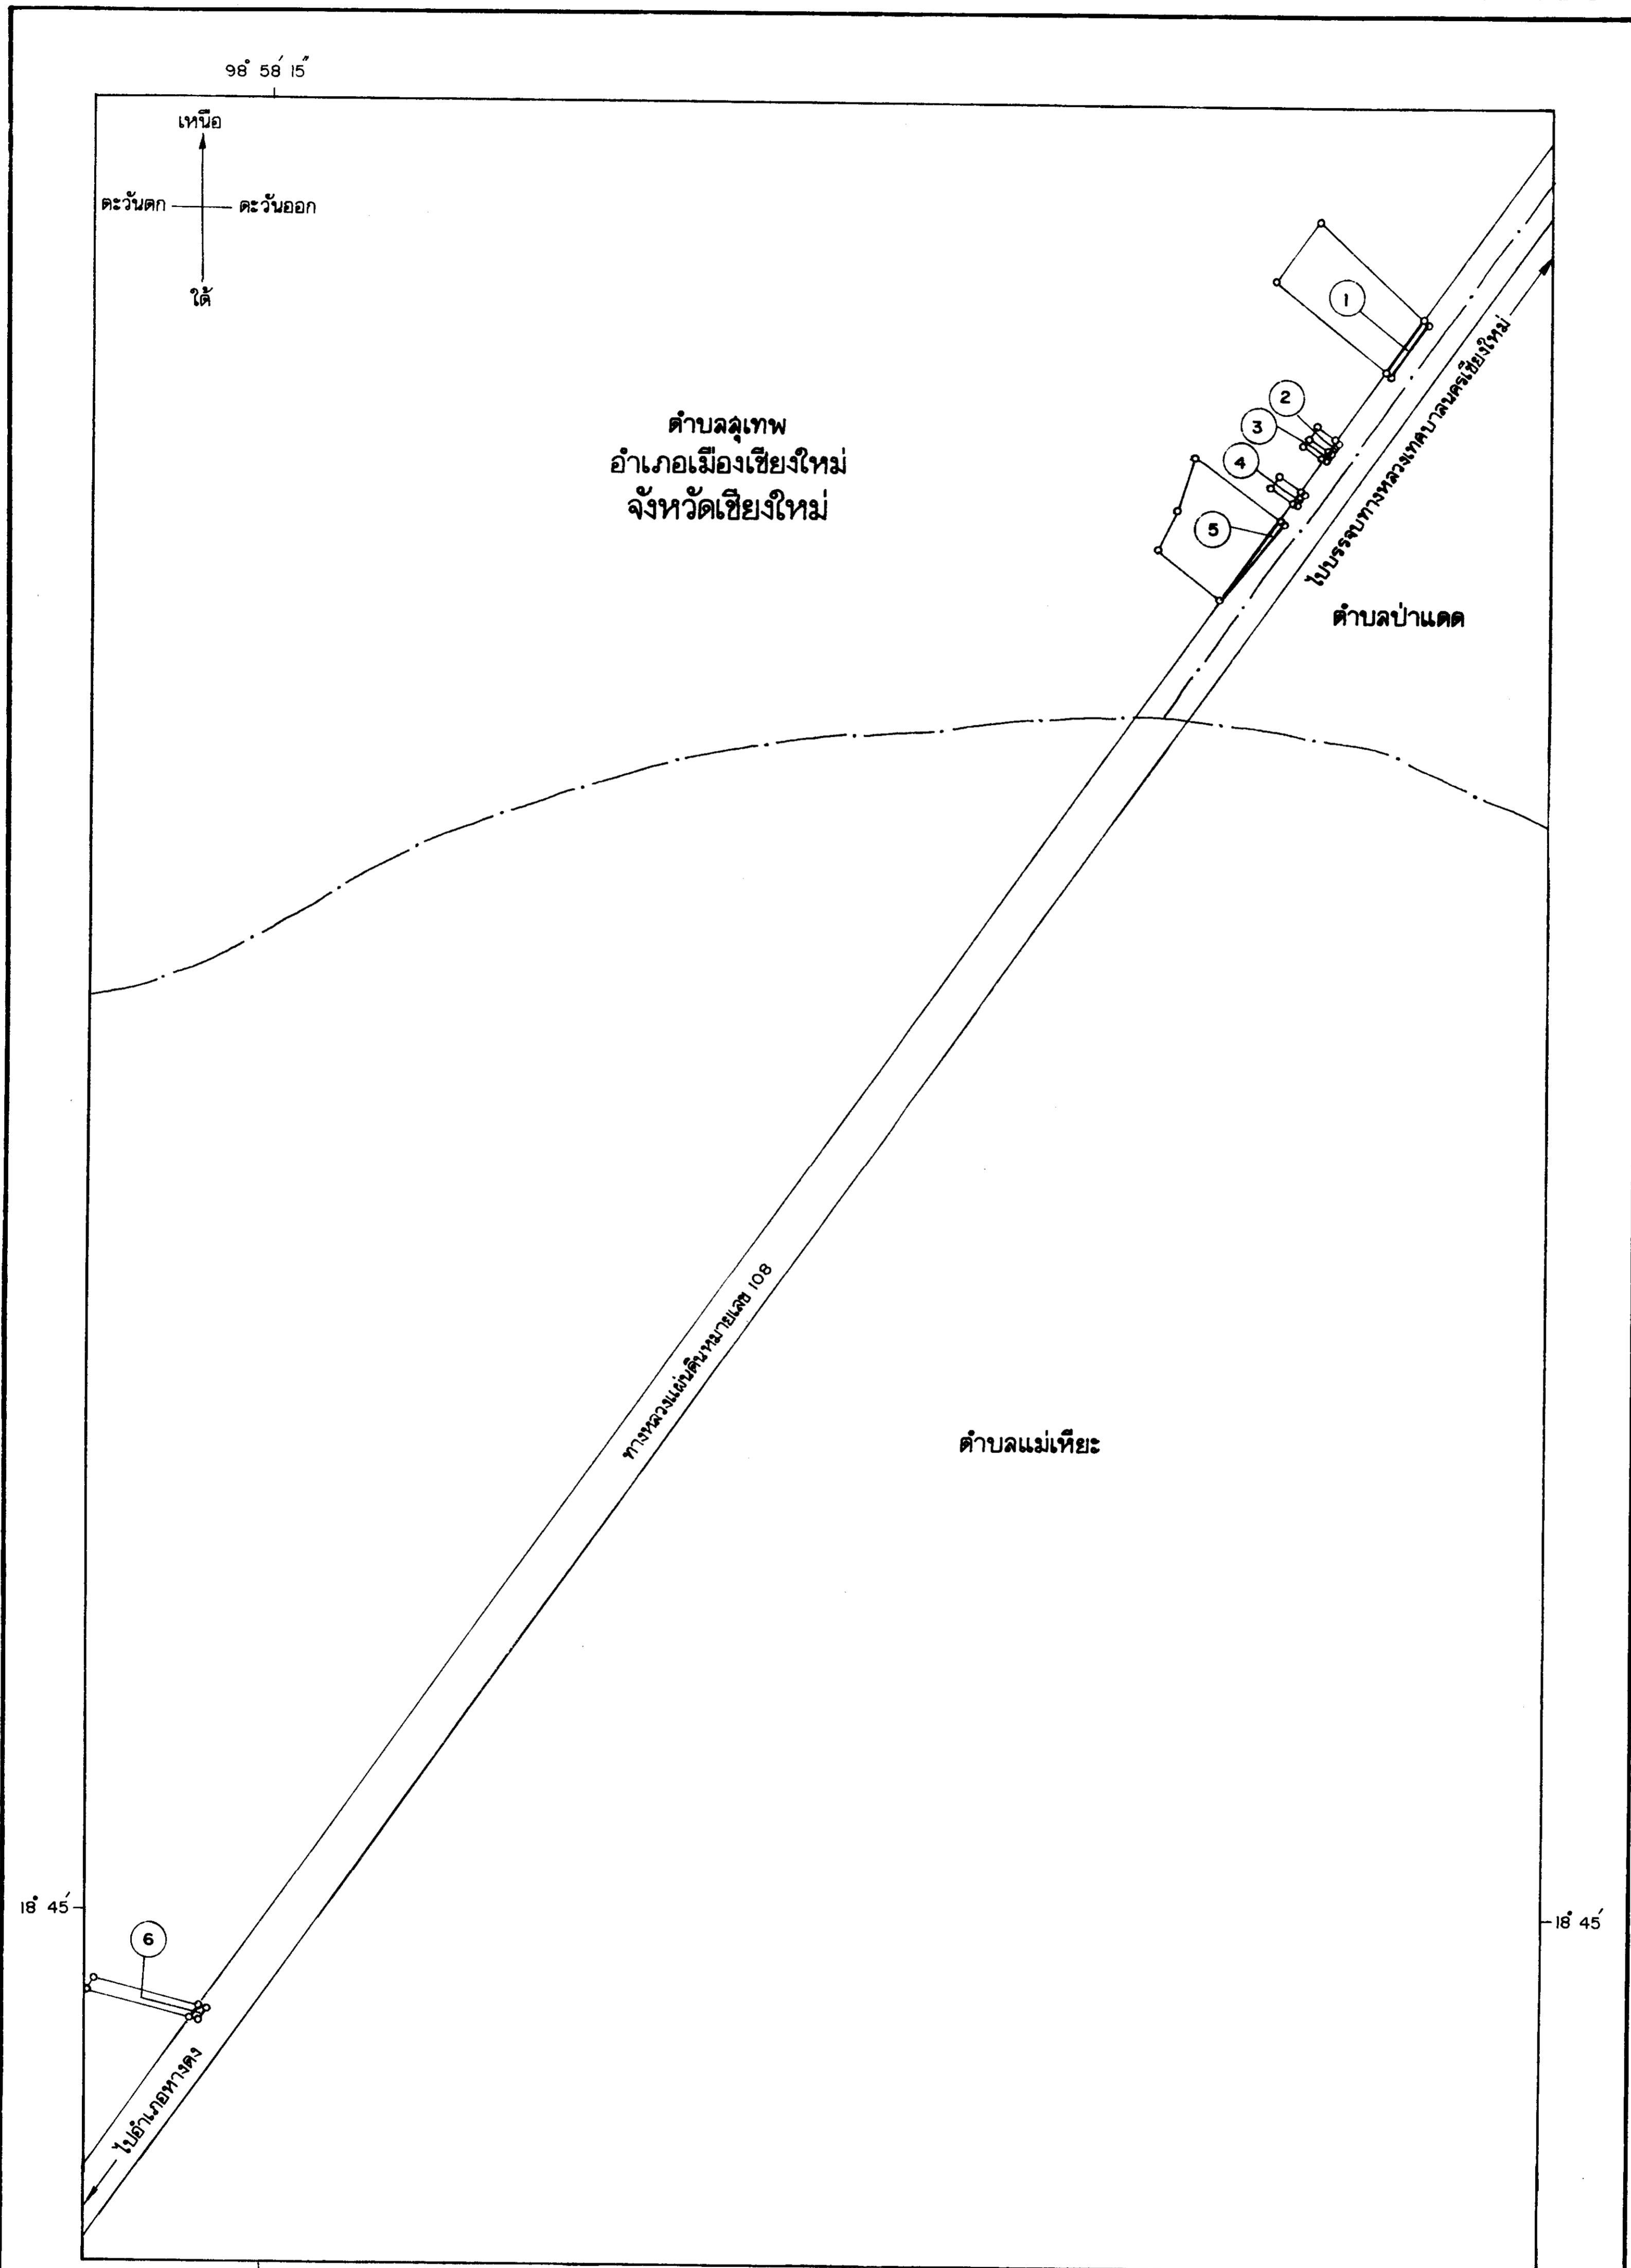 98° 58′ 15″
เหนือ
ตะวันตก
ตะวันออก
ใต้
1
2
3
4
5
ตำบลสุเทพ
อำเภอเมืองเชียงใหม่
จังหวัดเชียงใหม่
ไปบรรจบทางหลวงเทศบาลนครเชียงใหม่
ตำบลป่าแดด
ทางหลวงแผ่นดินหมายเลข 108
ตำบลแม่เหียะ
18° 45′
18° 45′
6
ไปอำเภอหางดง